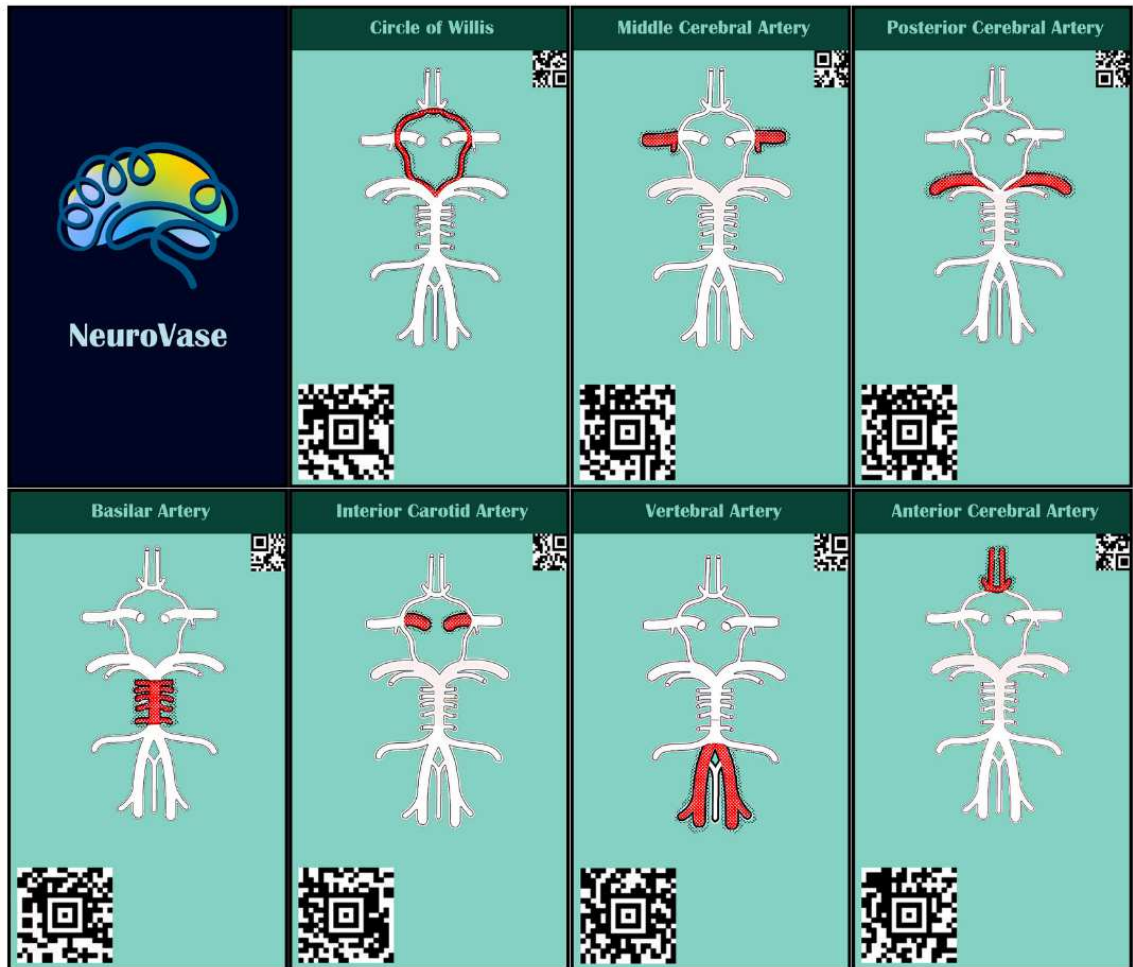 Circle of Willis
Middle Cerebral Artery
Posterior Cerebral Artery
NeuroVase
Basilar Artery
Interior Carotid Artery
Vertebral Artery
Anterior Cerebral Artery